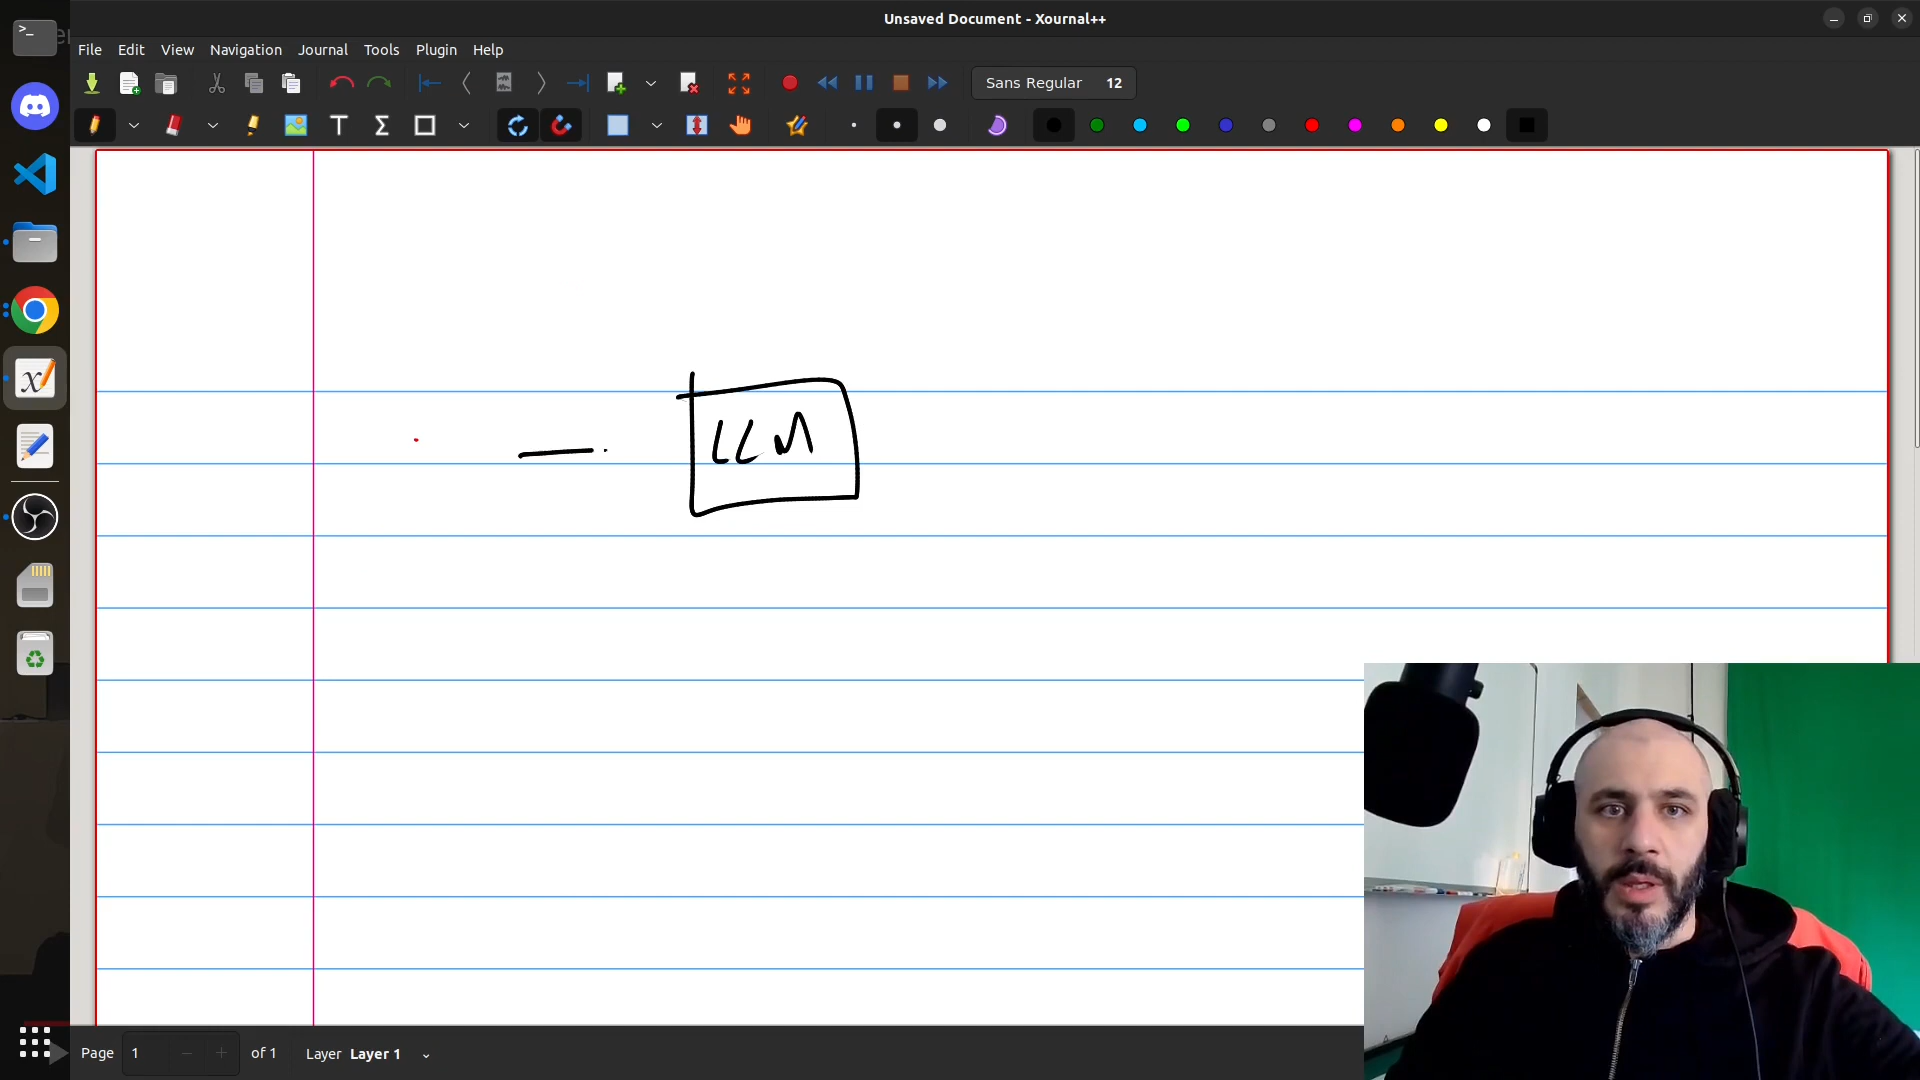 Unsaved Document - Xournal++
File Edit View Navigation Journal Tools Plugin Help
Sans Regular 12
LLM
Page 1 of 1 Layer Layer 1